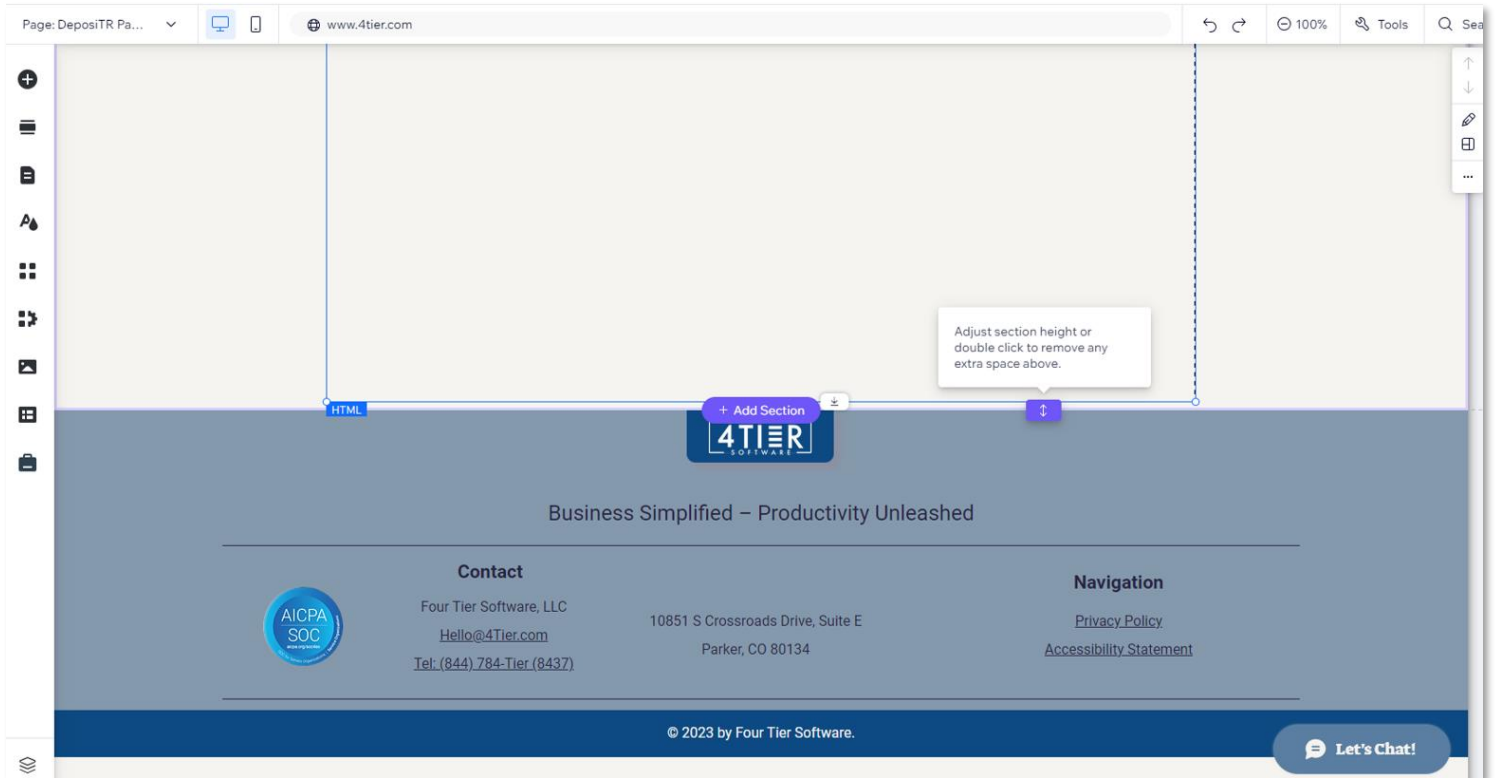 Page: DeposiTR Pa...
www.4tier.com
100%
Tools
Sea
Adjust section height or
double click to remove any
extra space above.
HTML
+ Add Section
4TIER
SOFTWARE
Business Simplified – Productivity Unleashed
Contact
Four Tier Software, LLC
Hello@4Tier.com
Tel: (844) 784-Tier (8437)
AICPA
SOC
10851 S Crossroads Drive, Suite E
Parker, CO 80134
Navigation
Privacy Policy
Accessibility Statement
© 2023 by Four Tier Software.
Let's Chat!